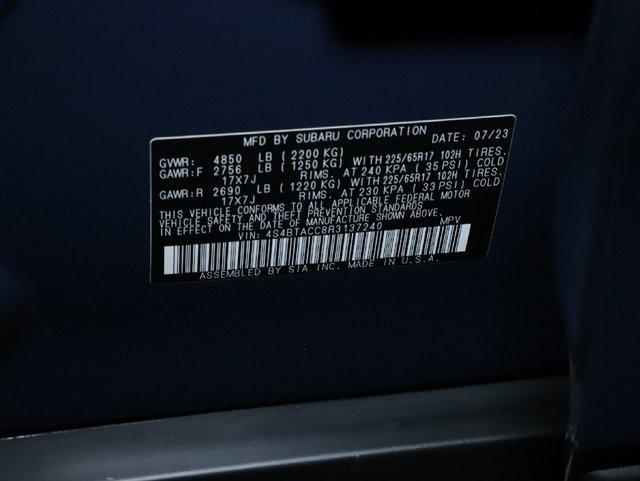 MFD BY SUBARU CORPORATION DATE: 07/23
GVWR: 4850 LB ( 2200 KG)
GAWR:F 2756 LB ( 1250 KG) WITH 225/65R17 102H TIRES.
17X7J RIMS. AT 240 KPA ( 35 PSI) COLD
GAWR:R 2690 LB ( 1220 KG) WITH 225/65R17 102H TIRES.
17X7J RIMS. AT 230 KPA ( 33 PSI) COLD
THIS VEHICLE CONFORMS TO ALL APPLICABLE FEDERAL MOTOR
VEHICLE SAFETY AND THEFT PREVENTION STANDARDS
IN EFFECT ON THE DATE OF MANUFACTURE SHOWN ABOVE.
VIN: 4S4BTACC8R3137240 MPV
ASSEMBLED BY SIA INC. MADE IN U.S.A.